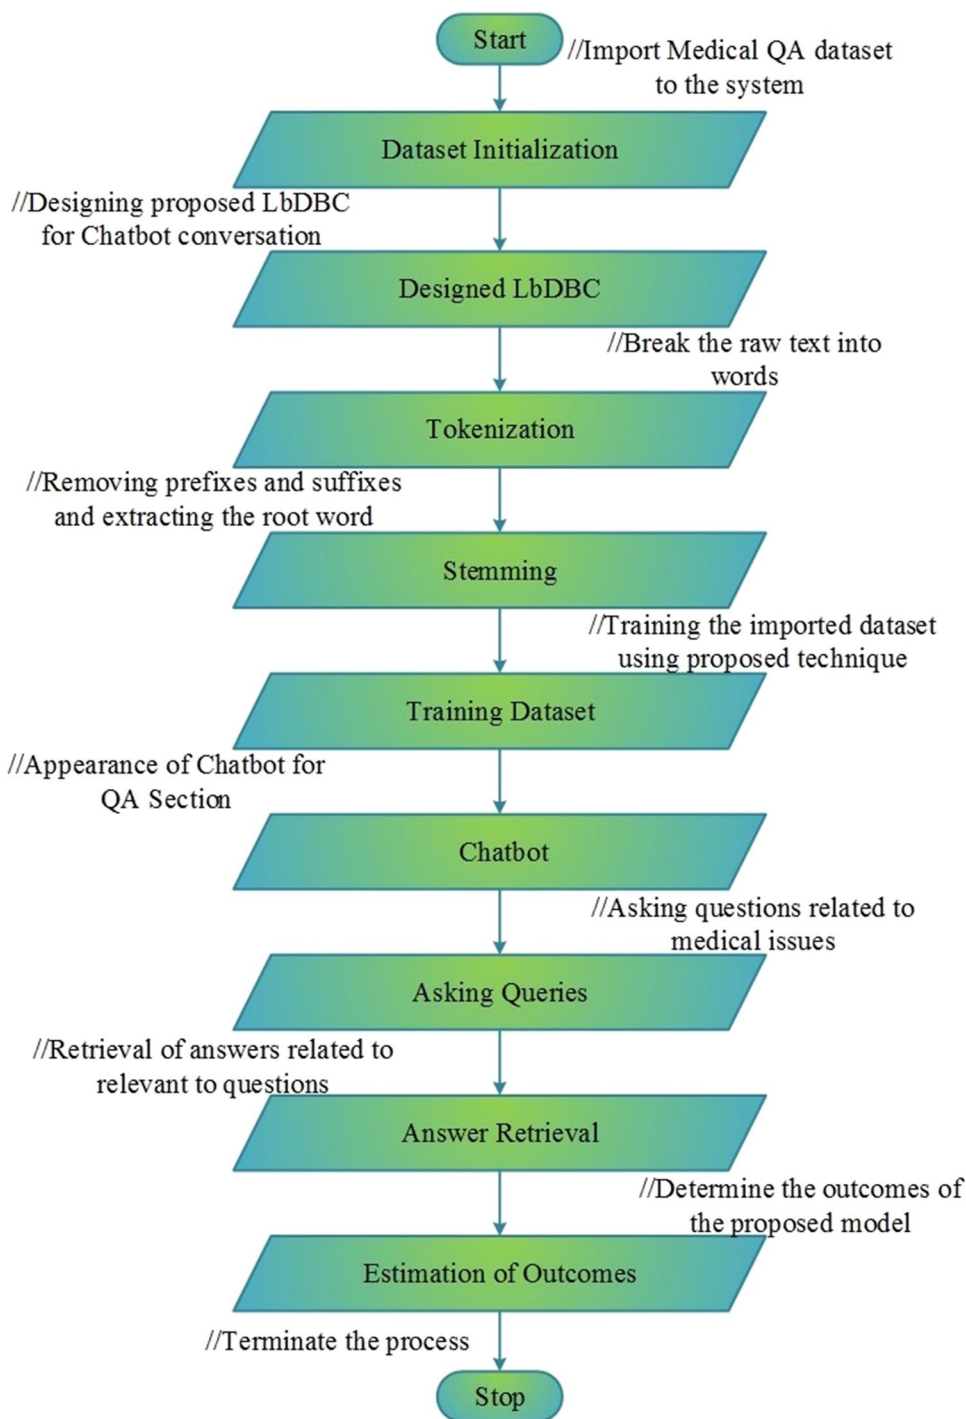 Start
//Import Medical QA dataset
to the system
Dataset Initialization
//Designing proposed LbDBC
for Chatbot conversation
Designed LbDBC
//Break the raw text into
words
Tokenization
//Removing prefixes and suffixes
and extracting the root word
Stemming
//Training the imported dataset
using proposed technique
Training Dataset
//Appearance of Chatbot for
QA Section
Chatbot
//Asking questions related to
medical issues
Asking Queries
//Retrieval of answers related to
relevant to questions
Answer Retrieval
//Determine the outcomes of
the proposed model
Estimation of Outcomes
//Terminate the process
Stop